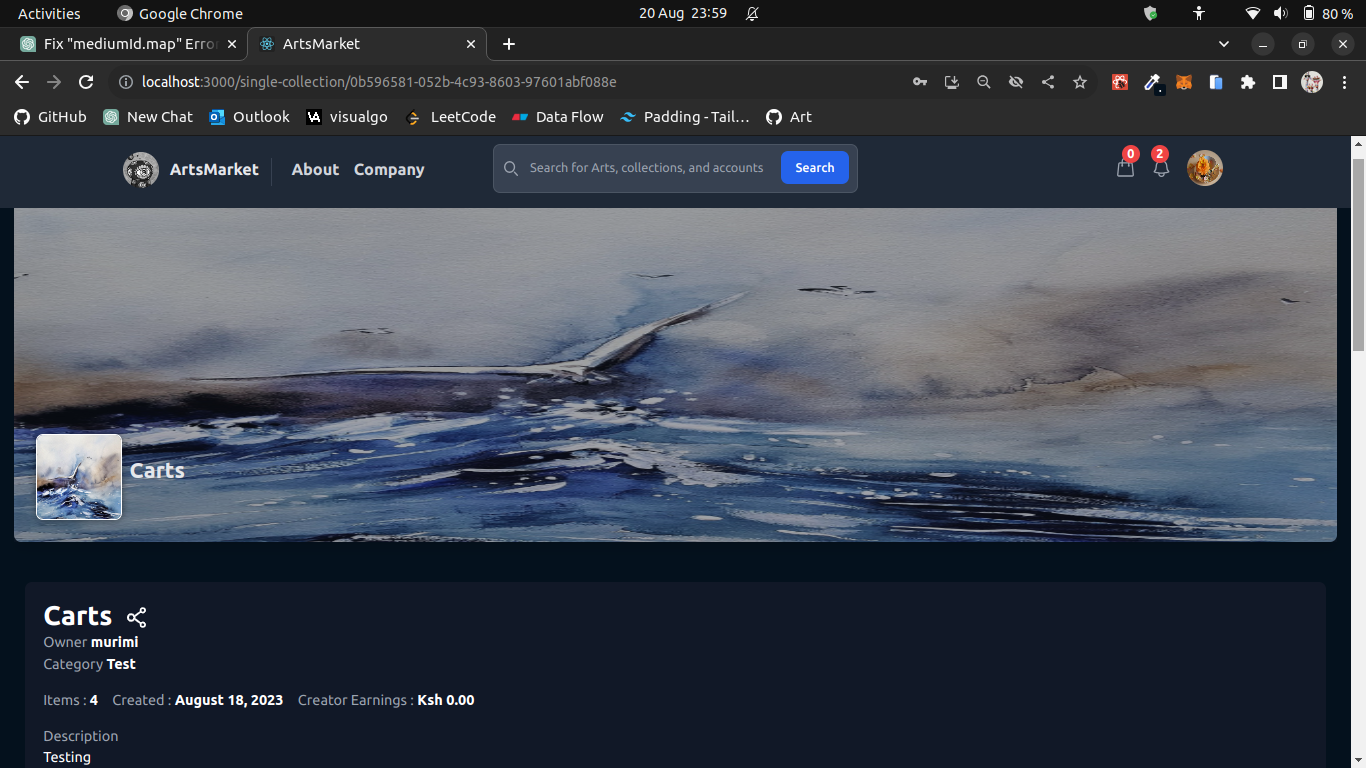 Activities Google Chrome 20 Aug 23:59 80 %
Fix "mediumId.map" Erro ArtsMarket
localhost:3000/single-collection/0b596581-052b-4c93-8603-97601abf088e
GitHub New Chat Outlook visualgo LeetCode Data Flow Padding - Tail... Art
ArtsMarket About Company Search for Arts, collections, and accounts Search 0 2
Carts
Carts
Owner murimi
Category Test
Items : 4 Created : August 18, 2023 Creator Earnings : Ksh 0.00
Description
Testing